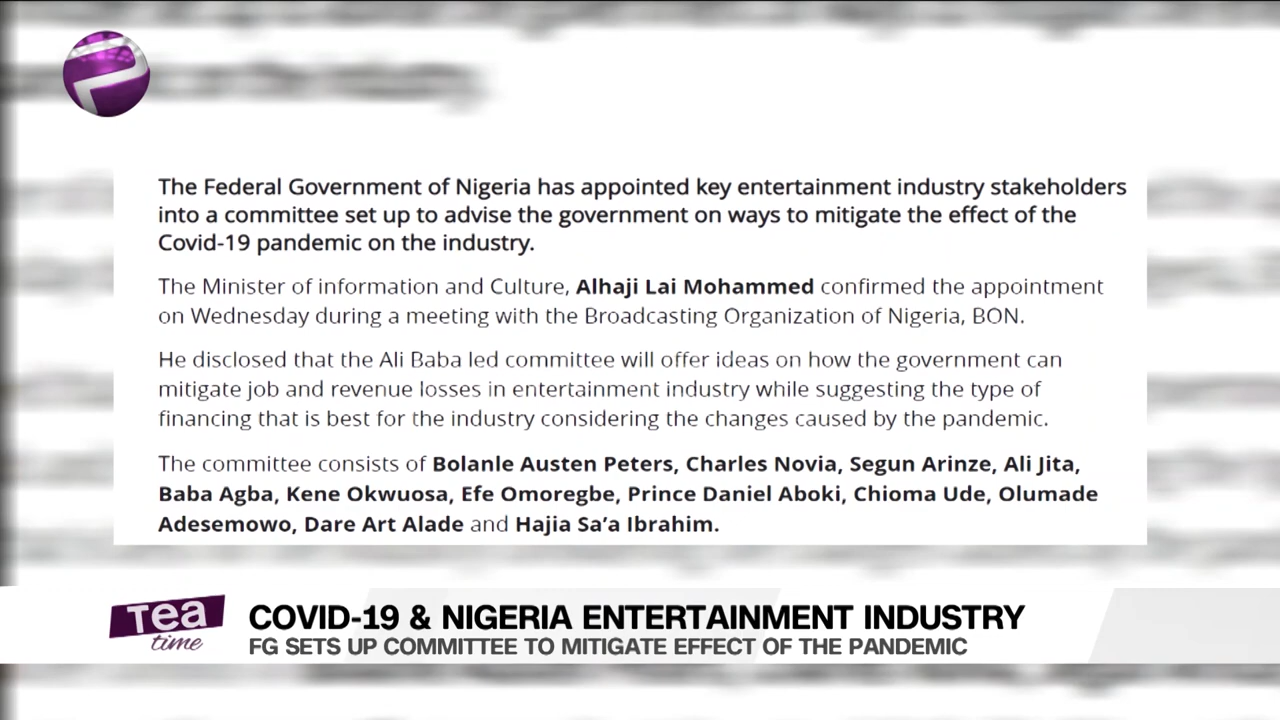 The Federal Government of Nigeria has appointed key entertainment industry stakeholders
into a committee set up to advise the government on ways to mitigate the effect of the
Covid-19 pandemic on the industry.
The Minister of information and Culture, Alhaji Lai Mohammed confirmed the appointment
on Wednesday during a meeting with the Broadcasting Organization of Nigeria, BON.
He disclosed that the Ali Baba led committee will offer ideas on how the government can
mitigate job and revenue losses in entertainment industry while suggesting the type of
financing that is best for the industry considering the changes caused by the pandemic.
The committee consists of Bolanle Austen Peters, Charles Novia, Segun Arinze, Ali Jita,
Baba Agba, Kene Okwuosa, Efe Omoregbe, Prince Daniel Aboki, Chioma Ude, Olumade
Adesemowo, Dare Art Alade and Hajia Sa’a Ibrahim.
Tea
time
COVID-19 & NIGERIA ENTERTAINMENT INDUSTRY
FG SETS UP COMMITTEE TO MITIGATE EFFECT OF THE PANDEMIC